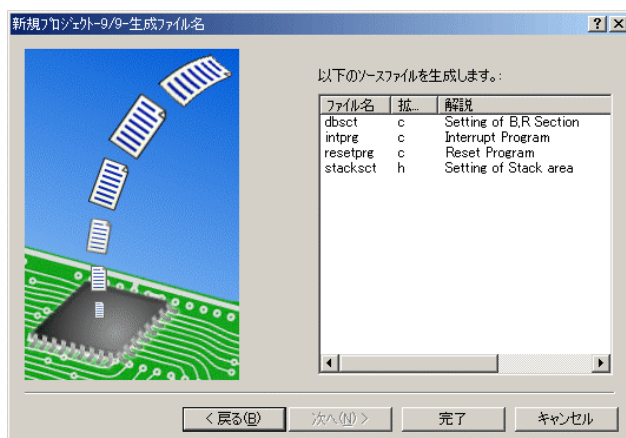 新規プロジェクト-9/9-生成ファイル名
以下のソースファイルを生成します。:
ファイル名 拡... 解説
dbsct c Setting of B,R Section
intprg c Interrupt Program
resetprg c Reset Program
stacksct h Setting of Stack area
< 戻る(B) 次へ(N) > 完了 キャンセル